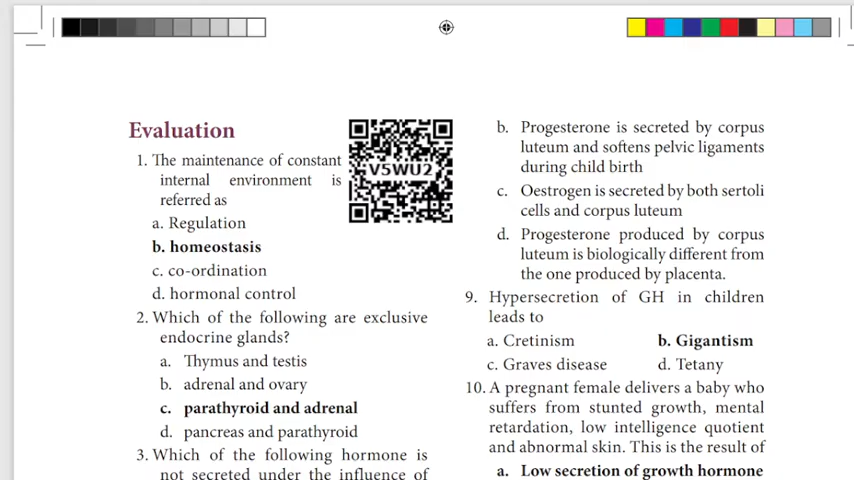 Evaluation
V5WU2
1. The maintenance of constant
internal environment is
referred as
a. Regulation
b. homeostasis
c. co-ordination
d. hormonal control
2. Which of the following are exclusive
endocrine glands?
a. Thymus and testis
b. adrenal and ovary
c. parathyroid and adrenal
d. pancreas and parathyroid
3. Which of the following hormone is
not secreted under the influence of
b. Progesterone is secreted by corpus
luteum and softens pelvic ligaments
during child birth
c. Oestrogen is secreted by both sertoli
cells and corpus luteum
d. Progesterone produced by corpus
luteum is biologically different from
the one produced by placenta.
9. Hypersecretion of GH in children
leads to
a. Cretinism b. Gigantism
c. Graves disease d. Tetany
10. A pregnant female delivers a baby who
suffers from stunted growth, mental
retardation, low intelligence quotient
and abnormal skin. This is the result of
a. Low secretion of growth hormone